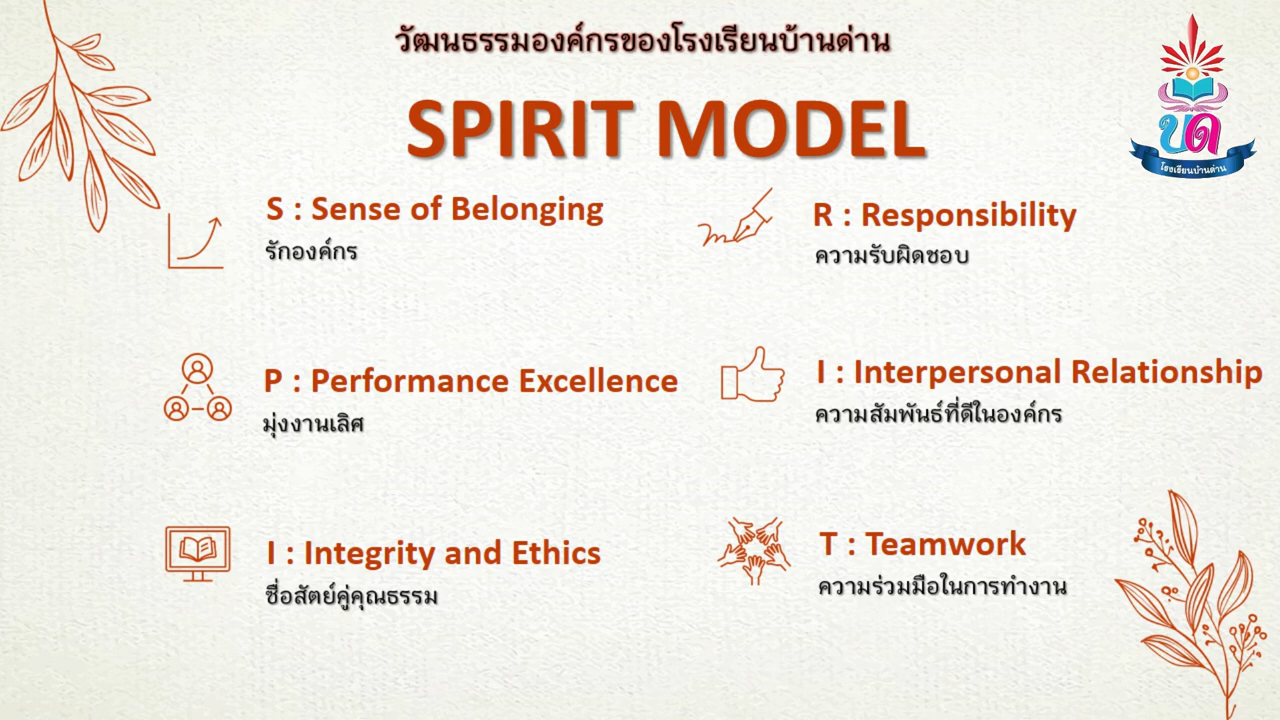 วัฒนธรรมองค์กรของโรงเรียนบ้านด่าน
SPIRIT MODEL
บด
โรงเรียนบ้านด่าน
S : Sense of Belonging
รักองค์กร
P : Performance Excellence
มุ่งงานเลิศ
I : Integrity and Ethics
ซื่อสัตย์คู่คุณธรรม
R : Responsibility
ความรับผิดชอบ
I : Interpersonal Relationship
ความสัมพันธ์ที่ดีในองค์กร
T : Teamwork
ความร่วมมือในการทำงาน